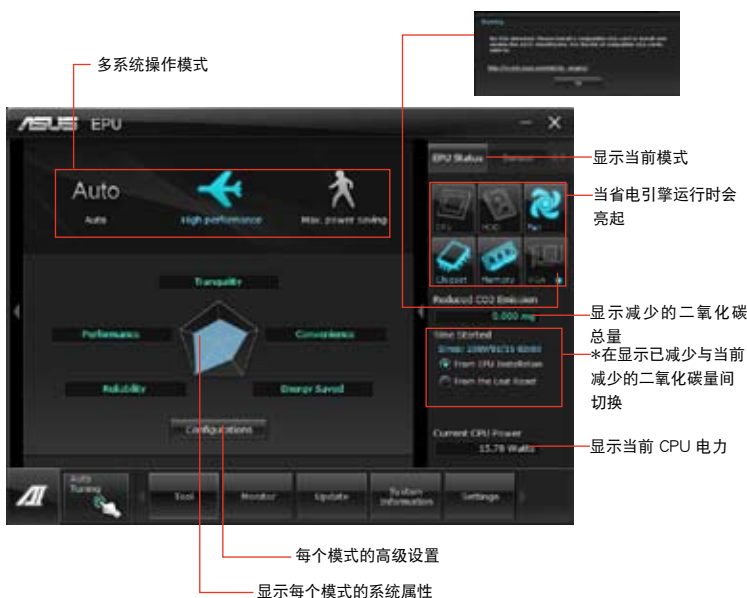 多系统操作模式
ASUS EPU
EPU Status
显示当前模式
Auto
Auto
High performance
Max. power saving
CPU
HDD
Fan
Chipset
Memory
VGA
当省电引擎运行时会
亮起
Tranquility
Performance
Convenience
Reliability
Energy Saved
Configurations
Reduced CO2 Emission
0.000 mg
显示减少的二氧化碳
总量
Time Started
From EPU Installation
From the Last Reset
*在显示已减少与当前
减少的二氧化碳量间
切换
Current CPU Power
15.78 Watts
显示当前 CPU 电力
Auto
Tuning
Tool
Monitor
Update
System
Information
Settings
每个模式的高级设置
显示每个模式的系统属性